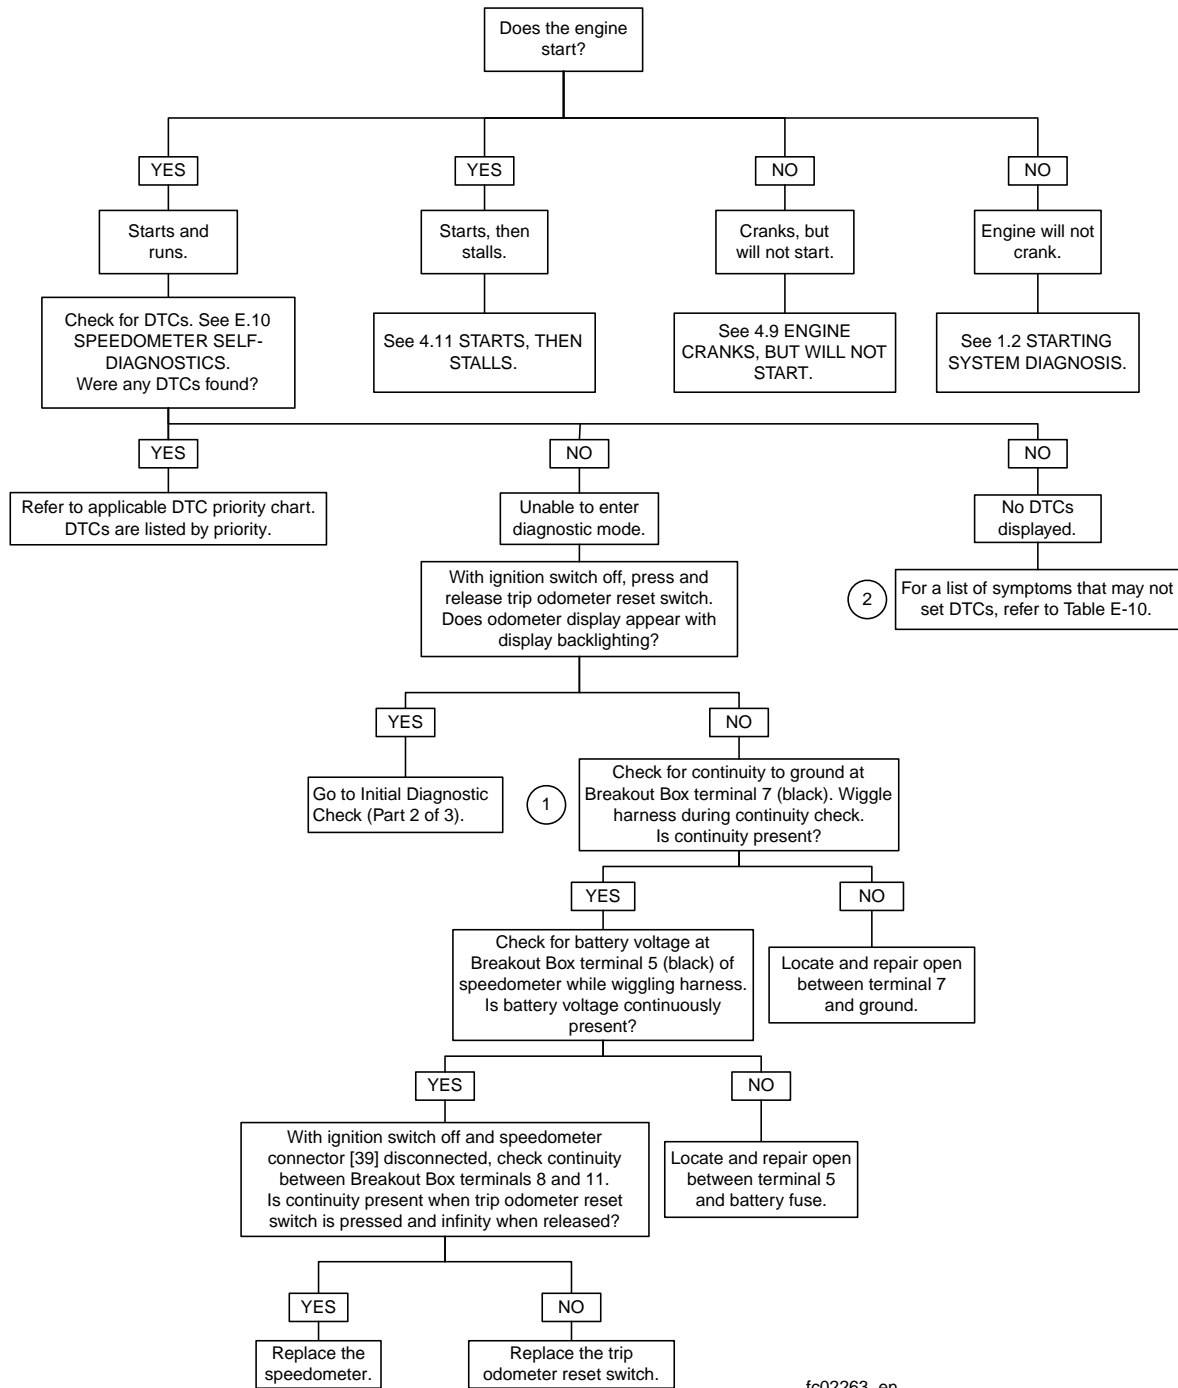 Does the engine
start?
YES
YES
NO
NO
Starts and
runs.
Starts, then
stalls.
Cranks, but
will not start.
Engine will not
crank.
Check for DTCs. See E.10
SPEEDOMETER SELF-
DIAGNOSTICS.
Were any DTCs found?
See 4.11 STARTS, THEN
STALLS.
See 4.9 ENGINE
CRANKS, BUT WILL NOT
START.
See 1.2 STARTING
SYSTEM DIAGNOSIS.
YES
NO
NO
Refer to applicable DTC priority chart.
DTCs are listed by priority.
Unable to enter
diagnostic mode.
No DTCs
displayed.
With ignition switch off, press and
release trip odometer reset switch.
Does odometer display appear with
display backlighting?
2
For a list of symptoms that may not
set DTCs, refer to Table E-10.
YES
NO
Go to Initial Diagnostic
Check (Part 2 of 3).
1
Check for continuity to ground at
Breakout Box terminal 7 (black). Wiggle
harness during continuity check.
Is continuity present?
YES
NO
Check for battery voltage at
Breakout Box terminal 5 (black) of
speedometer while wiggling harness.
Is battery voltage continuously
present?
Locate and repair open
between terminal 7
and ground.
YES
NO
With ignition switch off and speedometer
connector [39] disconnected, check continuity
between Breakout Box terminals 8 and 11.
Is continuity present when trip odometer reset
switch is pressed and infinity when released?
Locate and repair open
between terminal 5
and battery fuse.
YES
NO
Replace the
speedometer.
Replace the trip
odometer reset switch.
fc02263_en